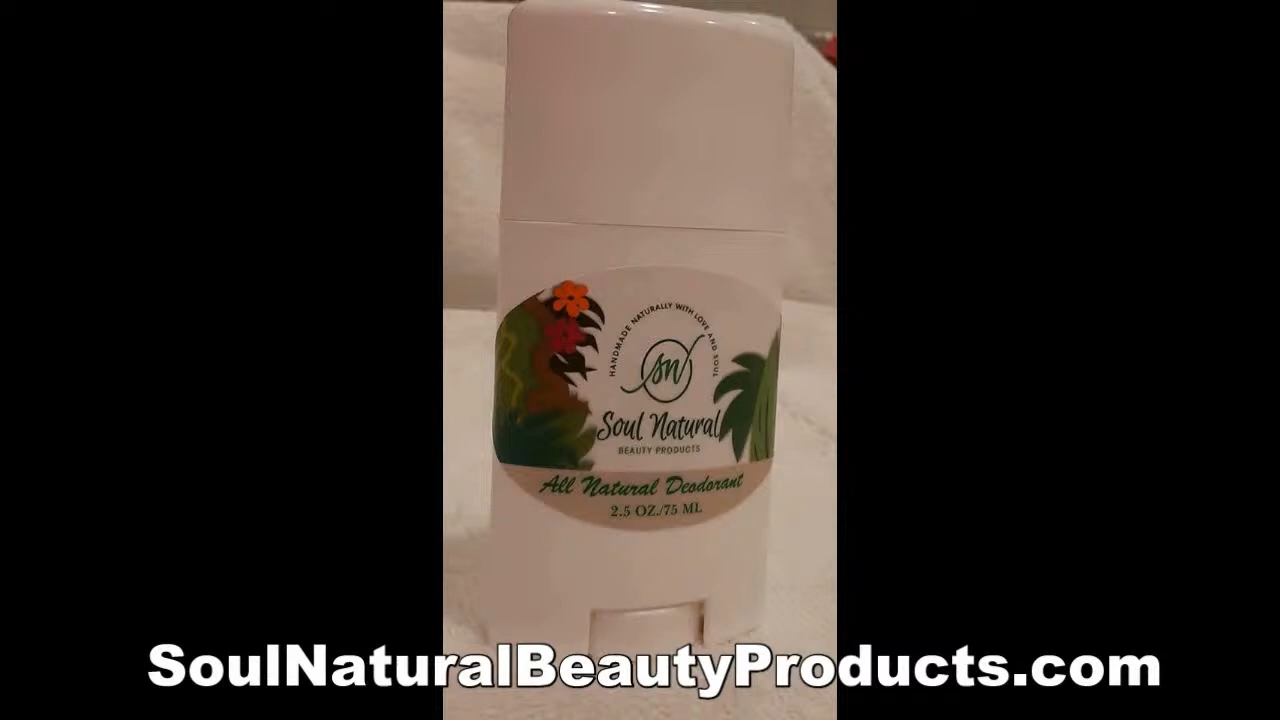 HANDMADE NATURALLY WITH LOVE AND SOUL
SN
Soul Natural
BEAUTY PRODUCTS
All Natural Deodorant
2.5 OZ./75 ML
SoulNaturalBeautyProducts.com